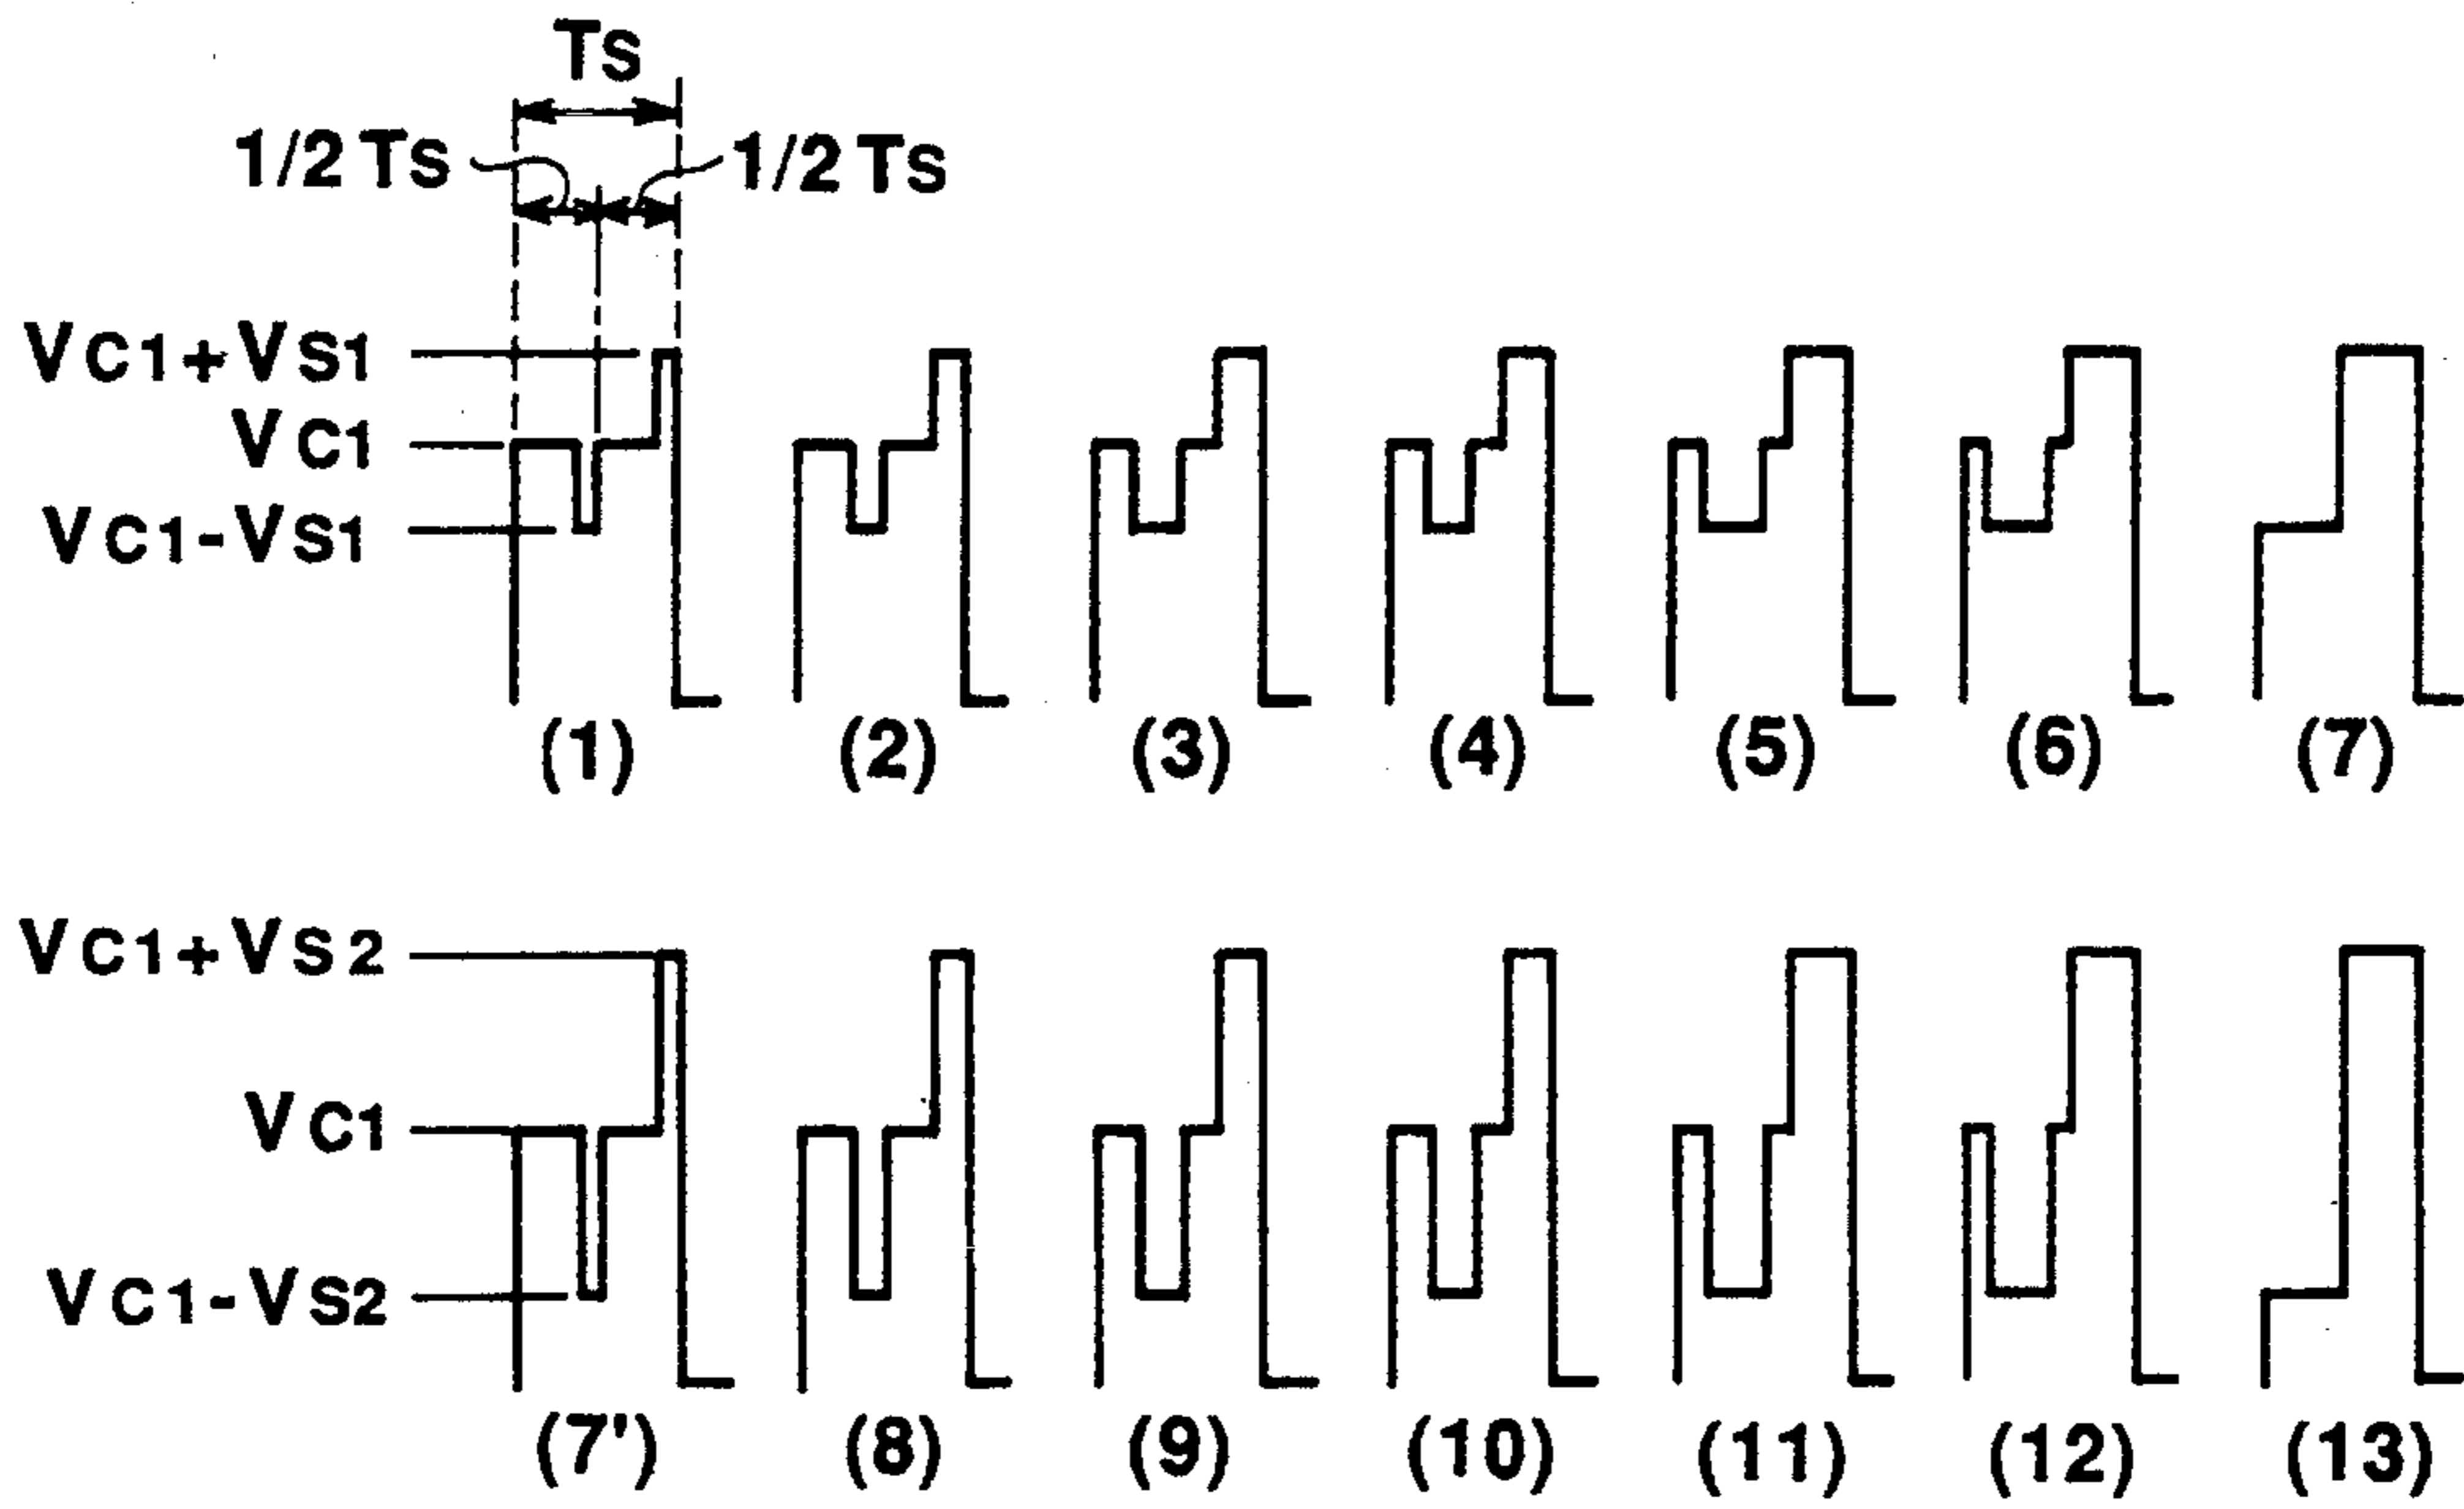 TS
1/2 TS 1/2 TS
VC1+VS1
VC1
VC1-VS1
(1) (2) (3) (4) (5) (6) (7)
VC1+VS2
VC1
VC1-VS2
(7') (8) (9) (10) (11) (12) (13)